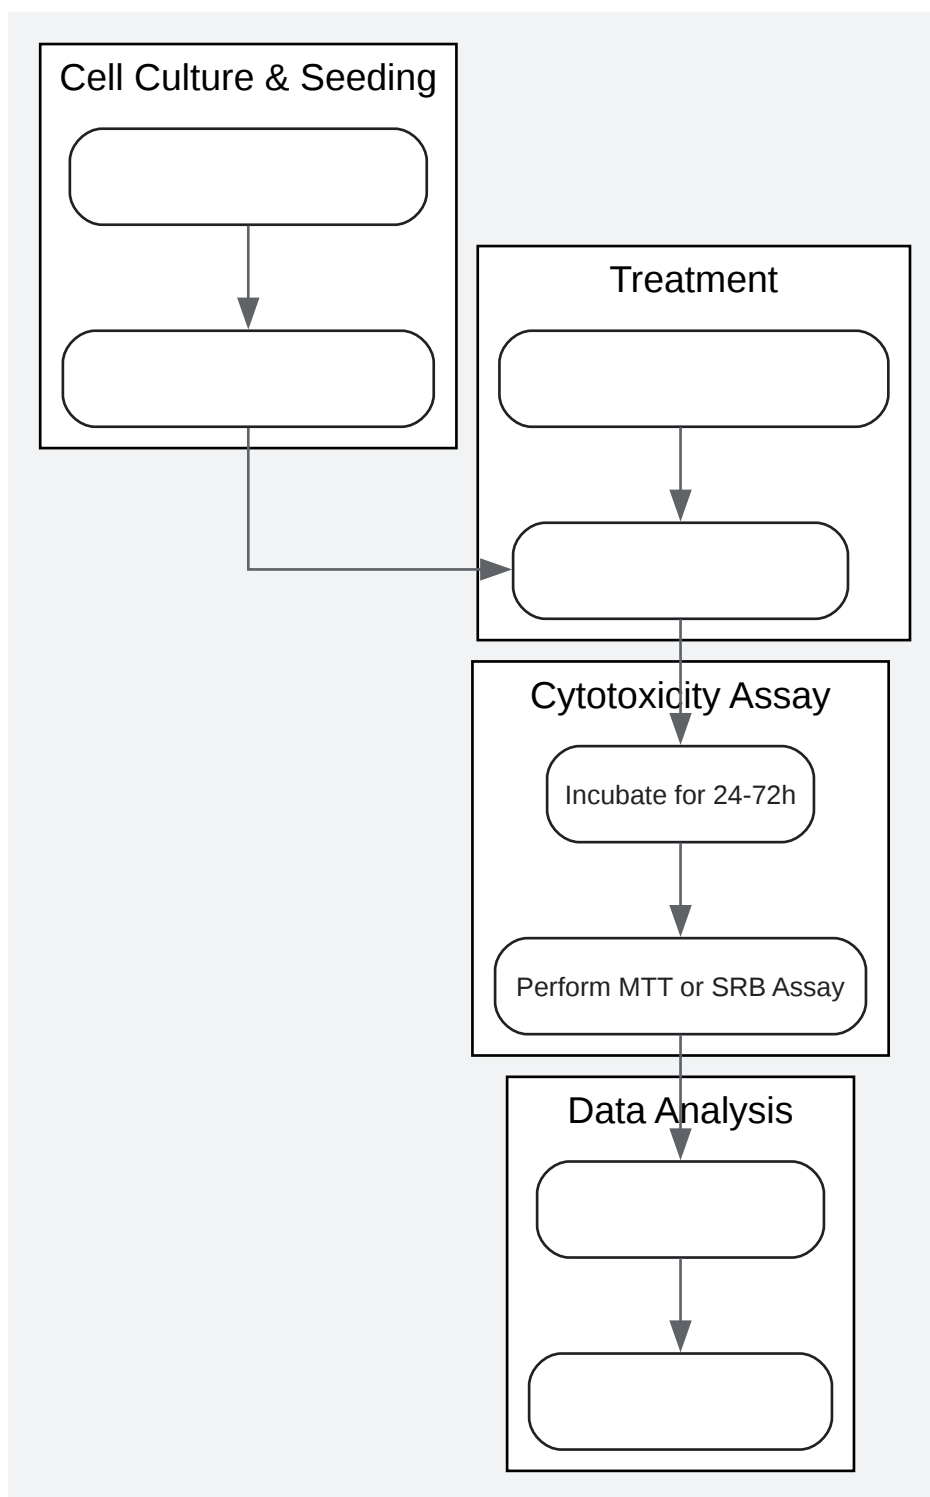 Cell Culture & Seeding
Treatment
Cytotoxicity Assay
Incubate for 24-72h
Perform MTT or SRB Assay
Data Analysis